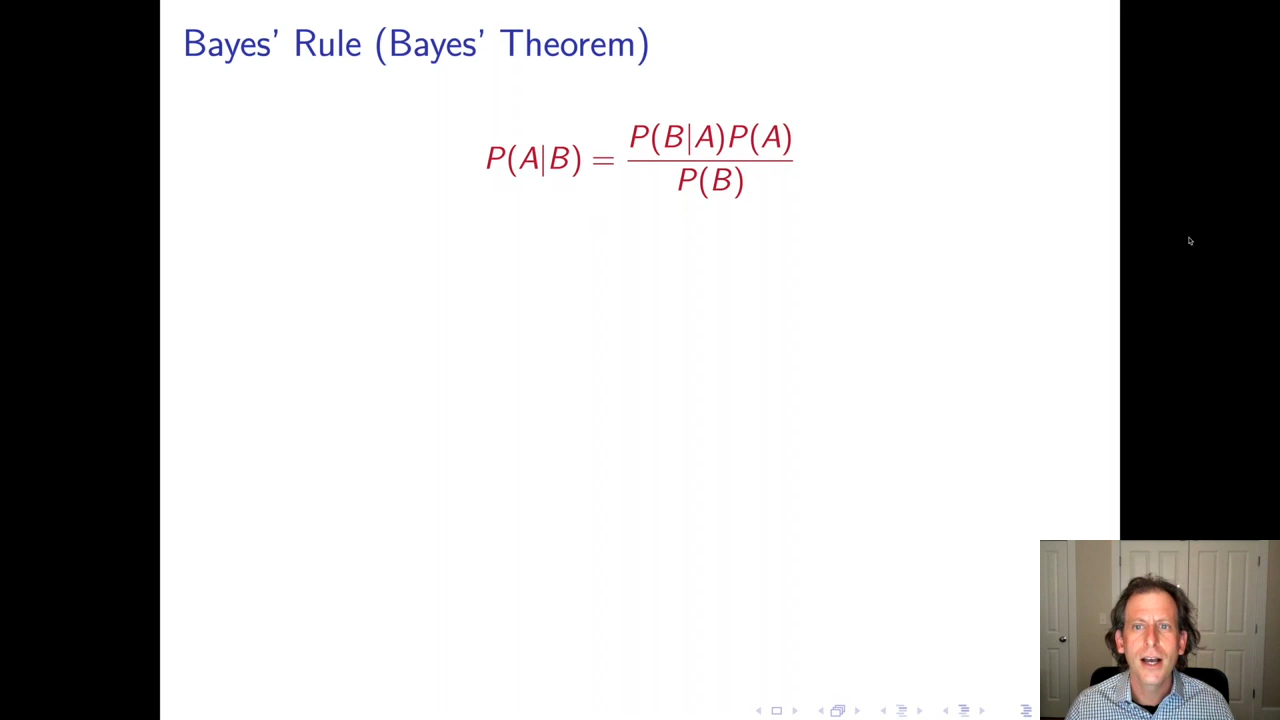 Bayes' Rule (Bayes' Theorem)
P(A|B) = P(B|A)P(A) / P(B)